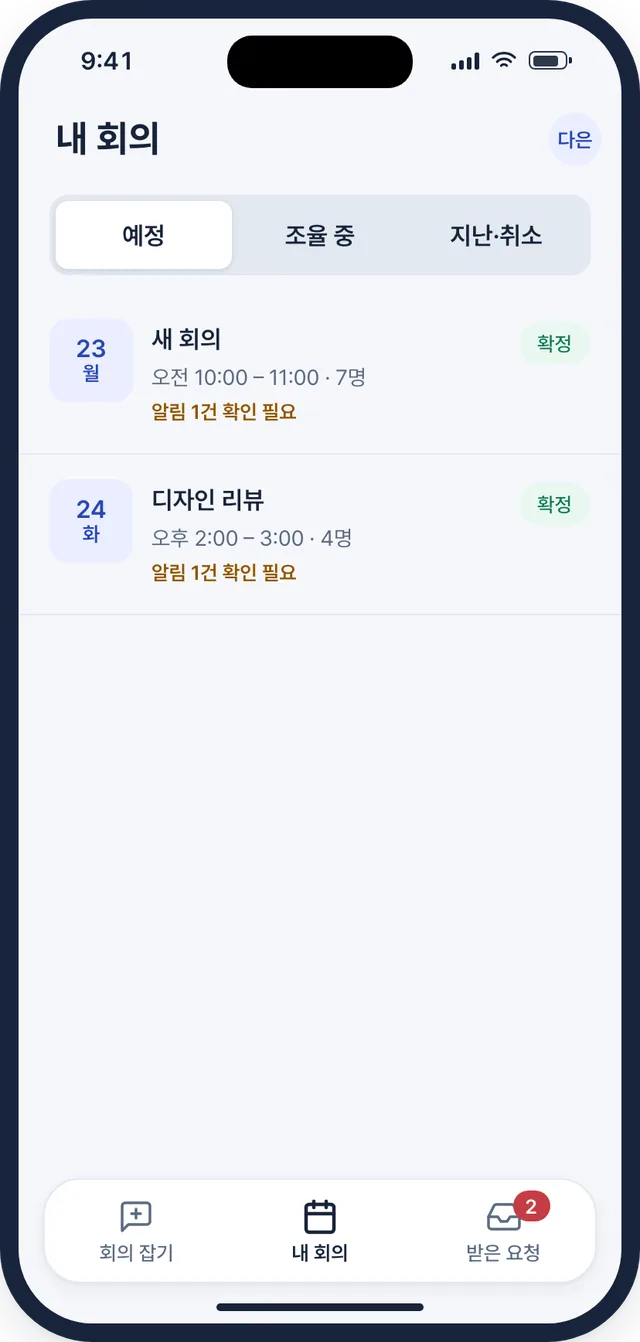 9:41
내 회의
다은
예정
조율 중
지난·취소
23
월
새 회의
확정
오전 10:00 – 11:00 · 7명
알림 1건 확인 필요
24
화
디자인 리뷰
확정
오후 2:00 – 3:00 · 4명
알림 1건 확인 필요
회의 잡기
내 회의
2
받은 요청